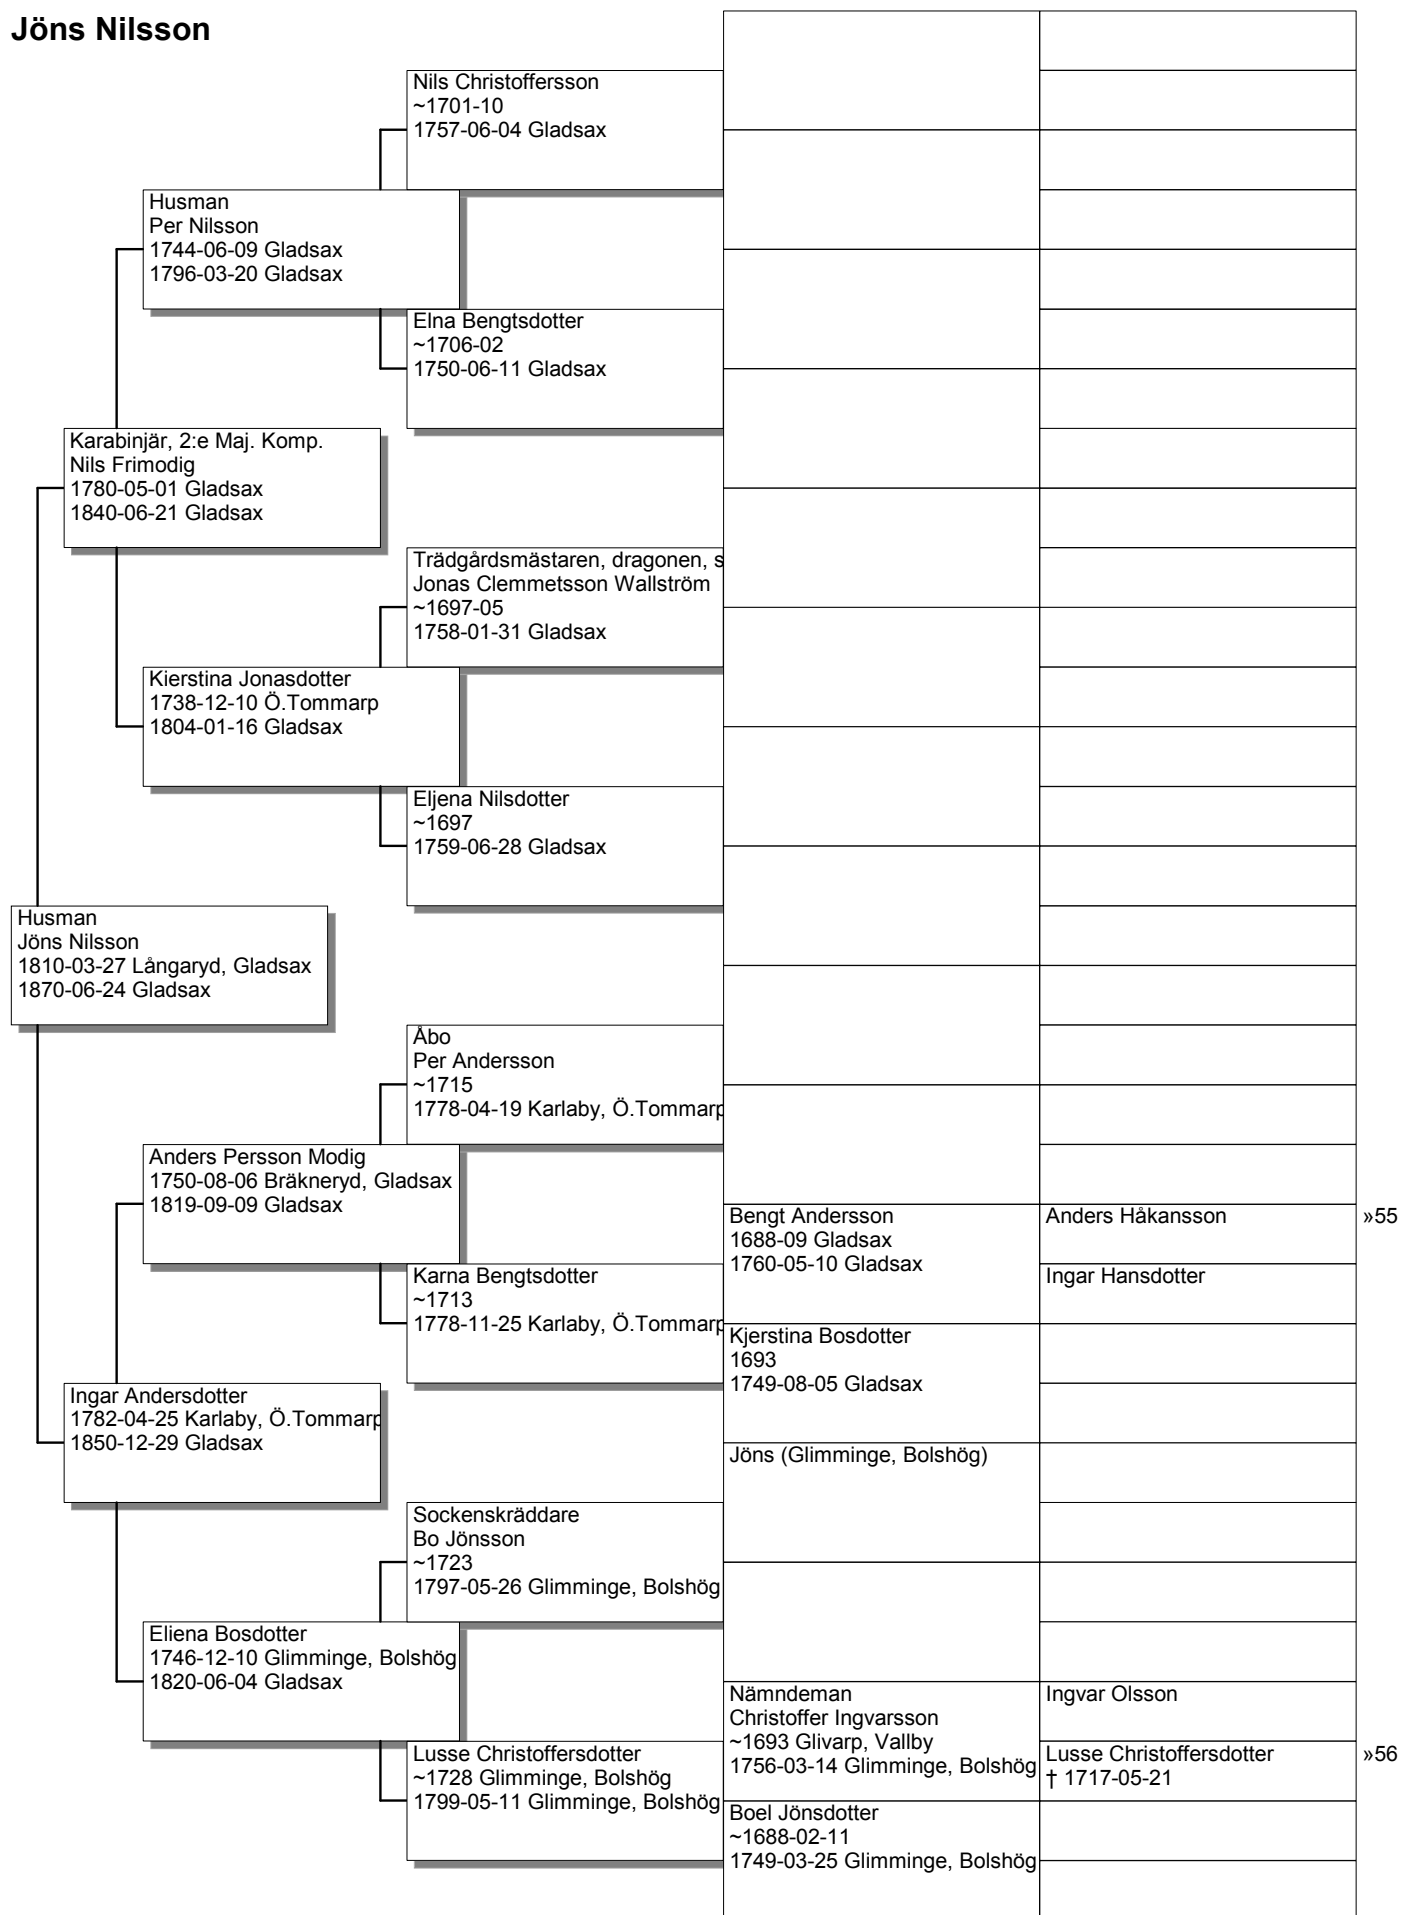 Jöns Nilsson
Nils Christoffersson
~1701-10
1757-06-04 Gladsax
Husman
Per Nilsson
1744-06-09 Gladsax
1796-03-20 Gladsax
Elna Bengtsdotter
~1706-02
1750-06-11 Gladsax
Karabinjär, 2:e Maj. Komp.
Nils Frimodig
1780-05-01 Gladsax
1840-06-21 Gladsax
Trädgårdsmästaren, dragonen, s
Jonas Clemmetsson Wallström
~1697-05
1758-01-31 Gladsax
Kierstina Jonasdotter
1738-12-10 Ö.Tommarp
1804-01-16 Gladsax
Eljena Nilsdotter
~1697
1759-06-28 Gladsax
Husman
Jöns Nilsson
1810-03-27 Långaryd, Gladsax
1870-06-24 Gladsax
Åbo
Per Andersson
~1715
1778-04-19 Karlaby, Ö.Tommarp
Anders Persson Modig
1750-08-06 Bräkneryd, Gladsax
1819-09-09 Gladsax
Bengt Andersson
1688-09 Gladsax
1760-05-10 Gladsax
Anders Håkansson
»55
Ingar Hansdotter
Karna Bengtsdotter
~1713
1778-11-25 Karlaby, Ö.Tommarp
Kjerstina Bosdotter
1693
1749-08-05 Gladsax
Ingar Andersdotter
1782-04-25 Karlaby, Ö.Tommarp
1850-12-29 Gladsax
Jöns (Glimminge, Bolshög)
Sockenskräddare
Bo Jönsson
~1723
1797-05-26 Glimminge, Bolshög
Eliena Bosdotter
1746-12-10 Glimminge, Bolshög
1820-06-04 Gladsax
Nämndeman
Christoffer Ingvarsson
~1693 Glivarp, Vallby
1756-03-14 Glimminge, Bolshög
Ingvar Olsson
Lusse Christoffersdotter
† 1717-05-21
»56
Lusse Christoffersdotter
~1728 Glimminge, Bolshög
1799-05-11 Glimminge, Bolshög
Boel Jönsdotter
~1688-02-11
1749-03-25 Glimminge, Bolshög